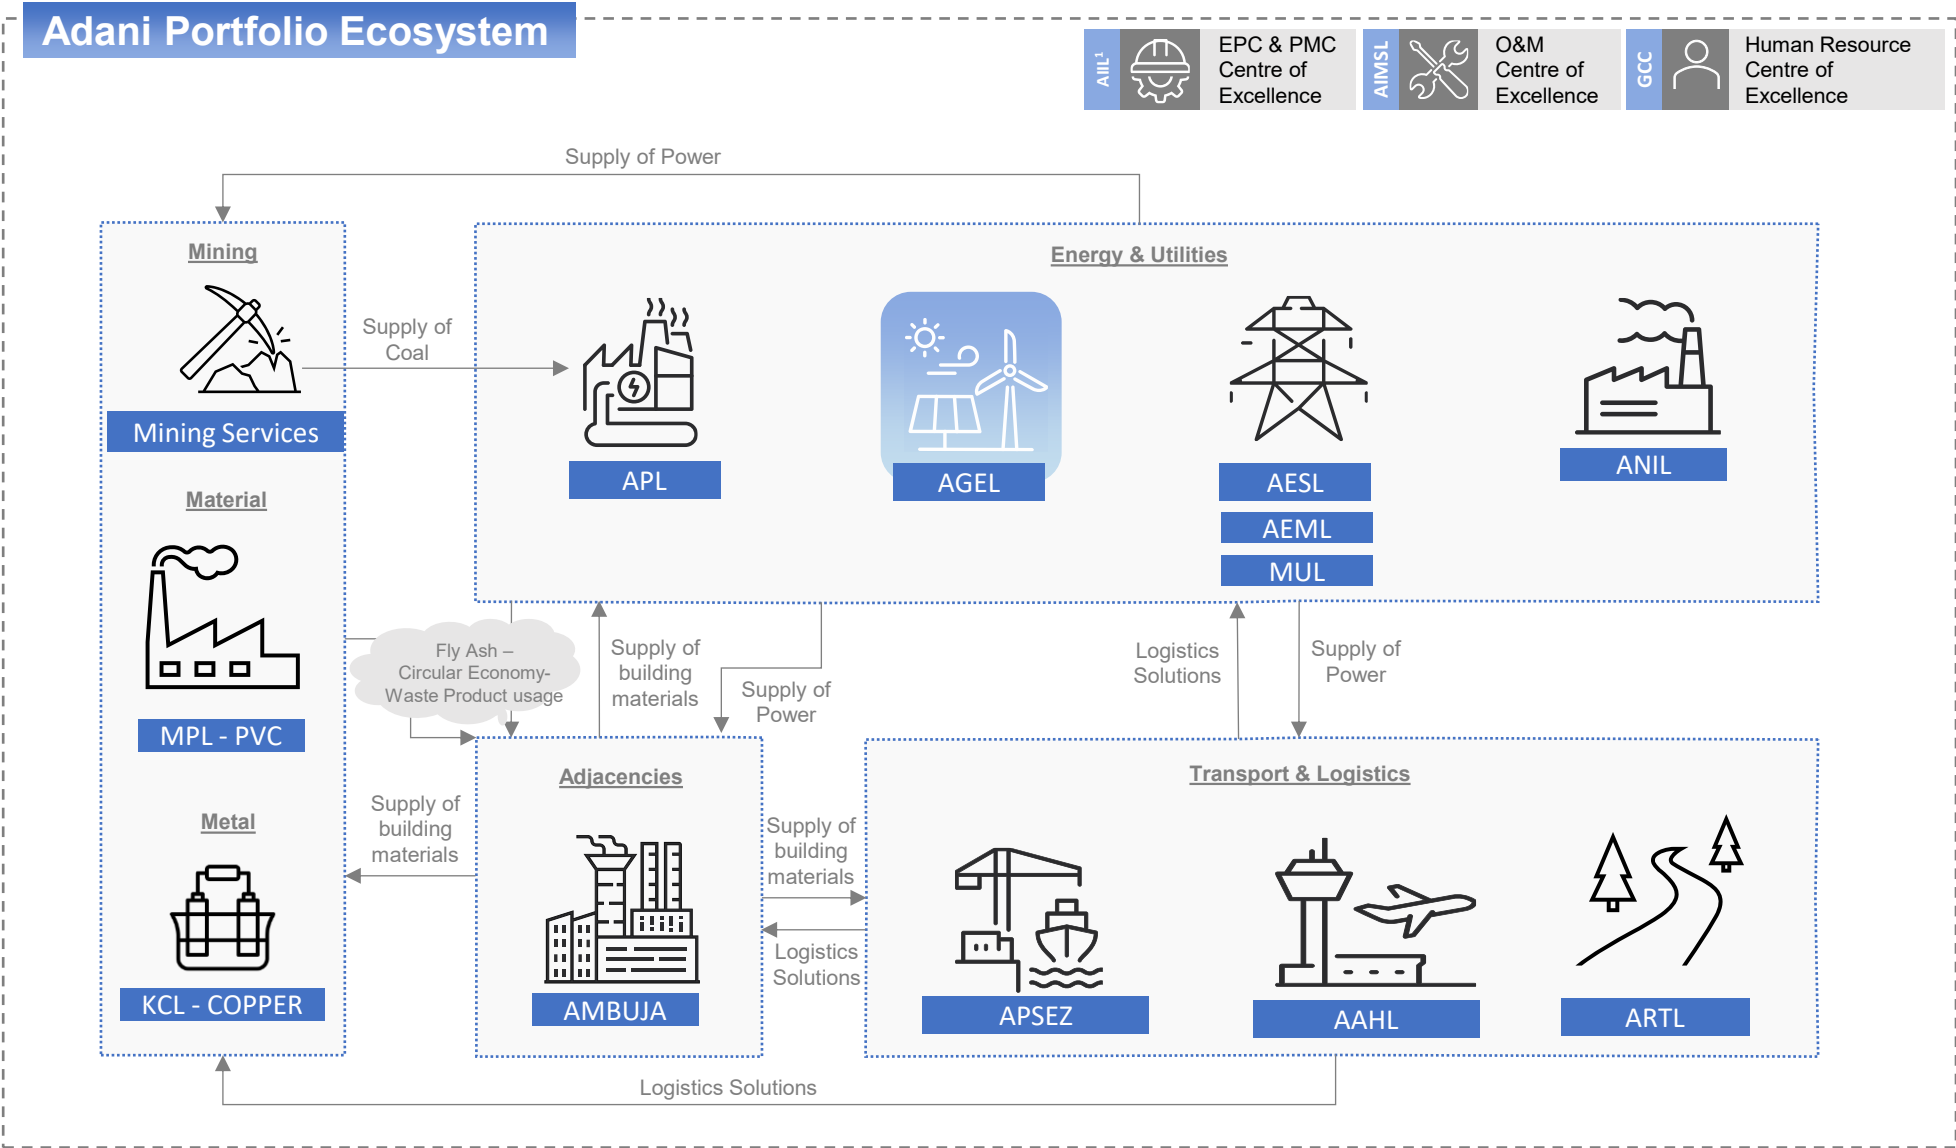 Adani Portfolio Ecosystem
AIIL¹
EPC & PMC
Centre of
Excellence
AIMSL
O&M
Centre of
Excellence
GCC
Human Resource
Centre of
Excellence
Supply of Power
Mining
Mining Services
Supply of
Coal
Energy & Utilities
APL
AGEL
AESL
AEML
MUL
ANIL
Material
MPL - PVC
Fly Ash –
Circular Economy-
Waste Product usage
Supply of
building
materials
Supply of
Power
Logistics
Solutions
Supply of
Power
Metal
KCL - COPPER
Supply of
building
materials
Adjacencies
AMBUJA
Supply of
building
materials
Logistics
Solutions
Transport & Logistics
APSEZ
AAHL
ARTL
Logistics Solutions